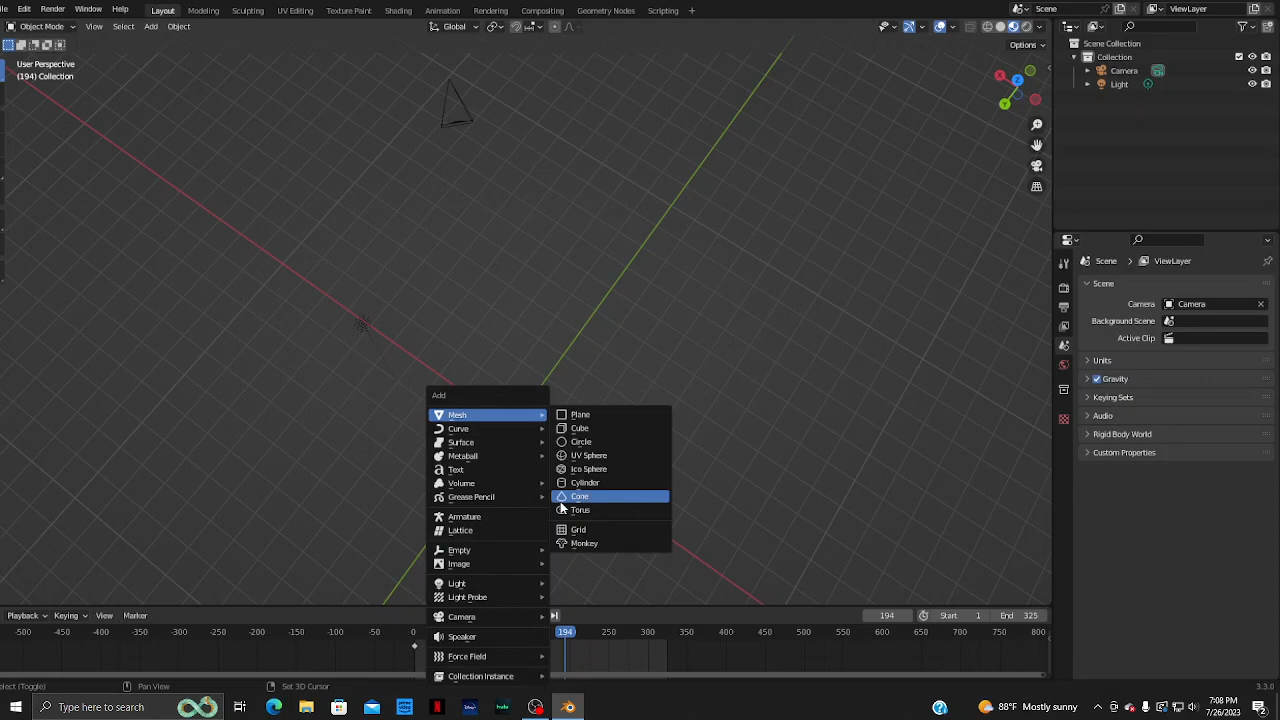 Edit Render Window Help Layout Modeling Sculpting UV Editing Texture Paint Shading Animation Rendering Compositing Geometry Nodes Scripting + Scene ViewLayer
Object Mode View Select Add Object Global
Options
User Perspective
(194) Collection
X
Z
Y
Scene Collection
Collection
Camera
Light
Scene ViewLayer
Scene
Camera Camera
Background Scene
Active Clip
Units
Gravity
Keying Sets
Audio
Rigid Body World
Custom Properties
Add
Mesh
Curve
Surface
Metaball
Text
Volume
Grease Pencil
Armature
Lattice
Empty
Image
Light
Light Probe
Camera
Speaker
Force Field
Collection Instance
Plane
Cube
Circle
UV Sphere
Ico Sphere
Cylinder
Cone
Torus
Grid
Monkey
Playback Keying View Marker 194 Start 1 End 325
-500 -450 -400 -350 -300 -250 -200 -150 -100 -50 0 194 250 300 350 400 450 500 550 600 650 700 750 800
elect (Toggle) Pan View Set 3D Cursor 3.3.0
Type here to search
N
hulu
88°F Mostly sunny
7:08 PM